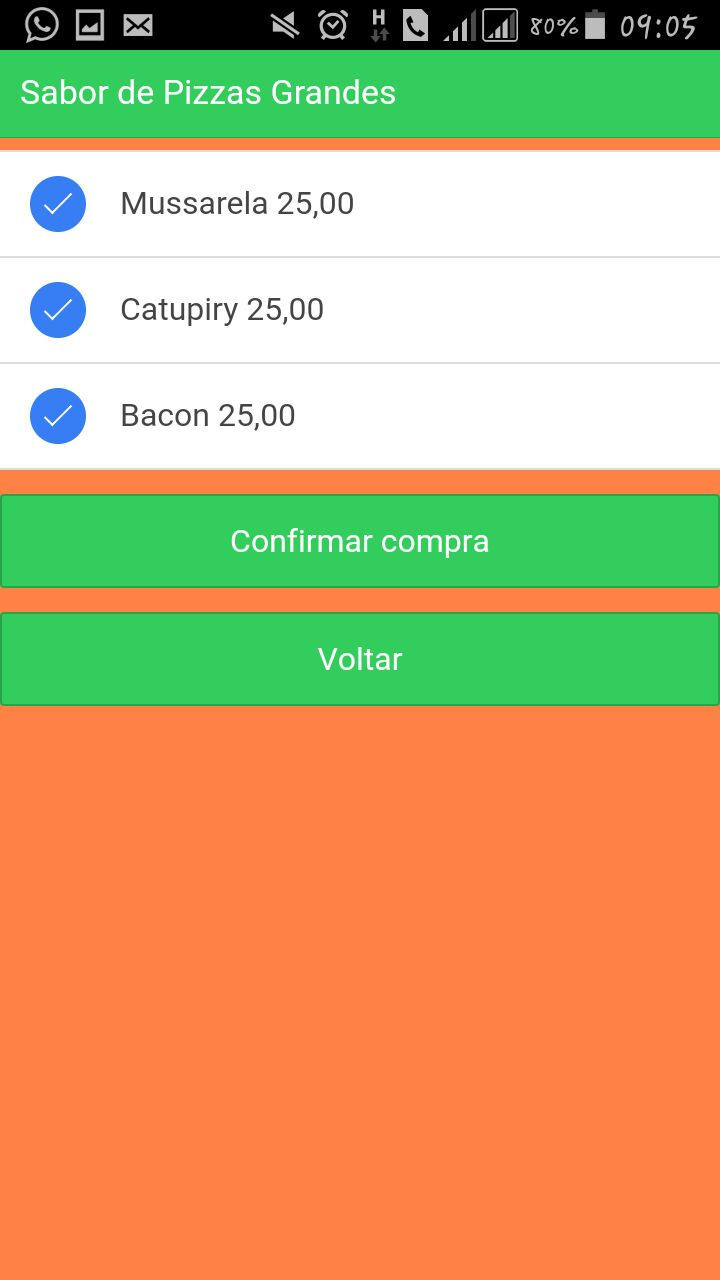 H 80% 09:05
Sabor de Pizzas Grandes
Mussarela 25,00
Catupiry 25,00
Bacon 25,00
Confirmar compra
Voltar